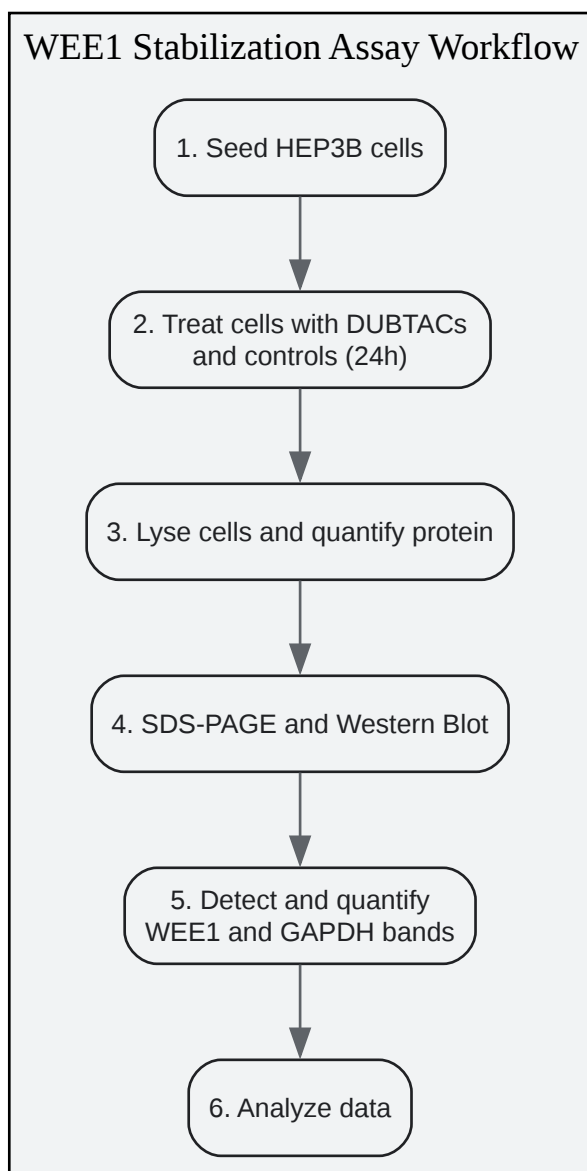 WEE1 Stabilization Assay Workflow
1. Seed HEP3B cells
2. Treat cells with DUBTACs
and controls (24h)
3. Lyse cells and quantify protein
4. SDS-PAGE and Western Blot
5. Detect and quantify
WEE1 and GAPDH bands
6. Analyze data